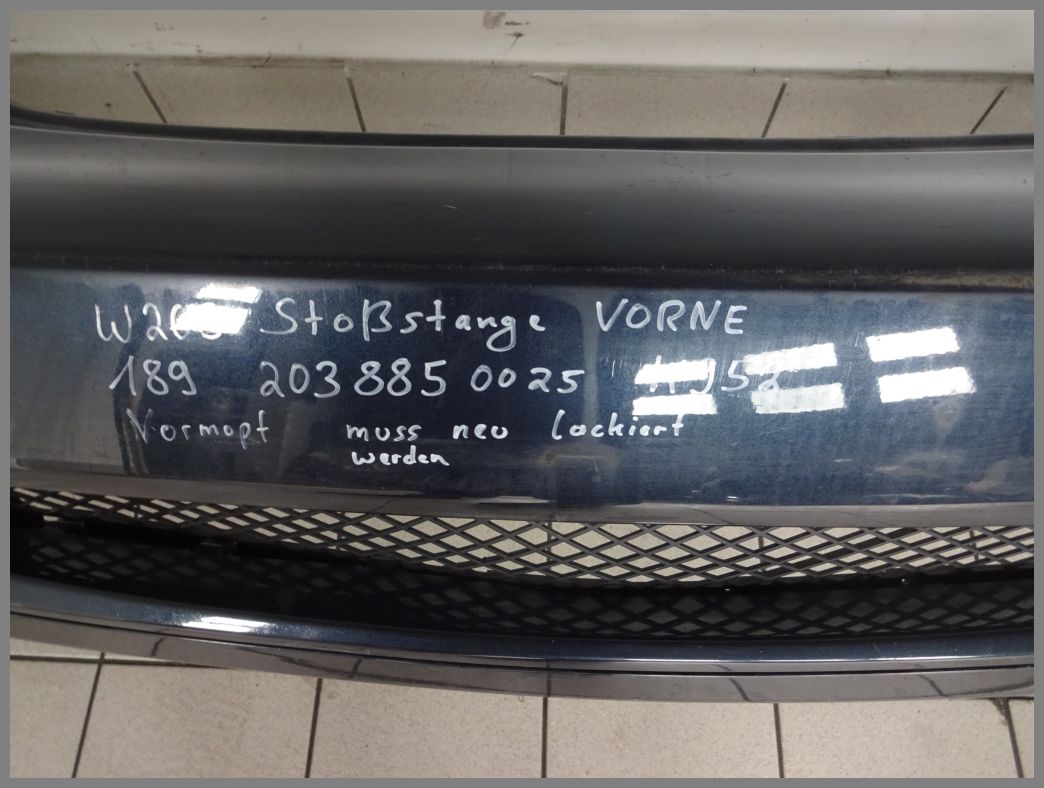 Stoßstange VORNE
189 203 885 0025
Vormopf muss neu lackiert
werden